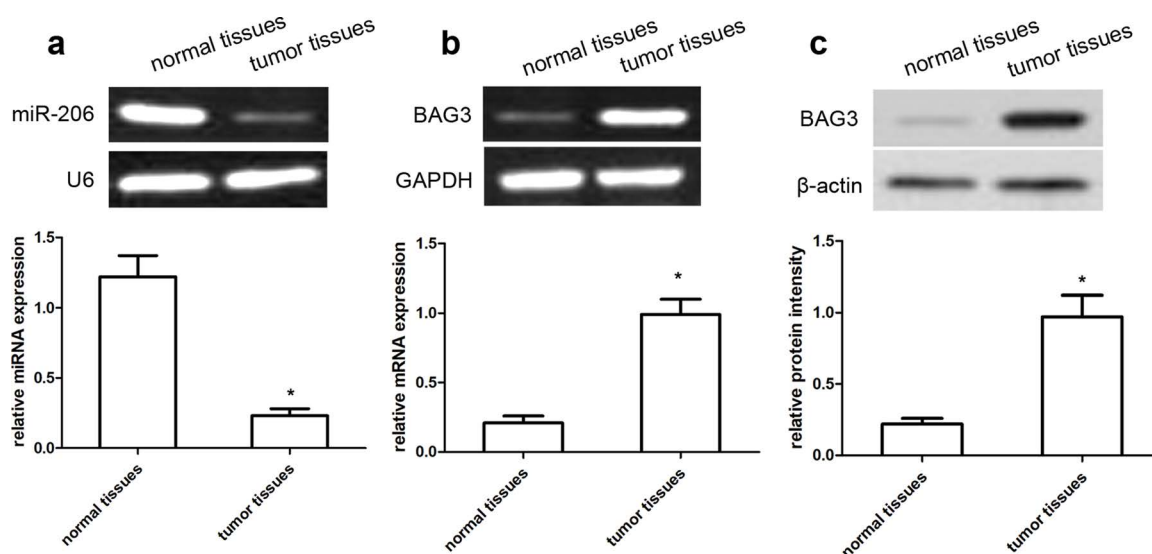 a
normal tissues
tumor tissues
miR-206
U6
relative miRNA expression
1.5
1.0
0.5
0.0
*
normal tissues
tumor tissues
b
normal tissues
tumor tissues
BAG3
GAPDH
relative mRNA expression
1.5
1.0
0.5
0.0
*
normal tissues
tumor tissues
c
normal tissues
tumor tissues
BAG3
β-actin
relative protein intensity
1.5
1.0
0.5
0.0
*
normal tissues
tumor tissues